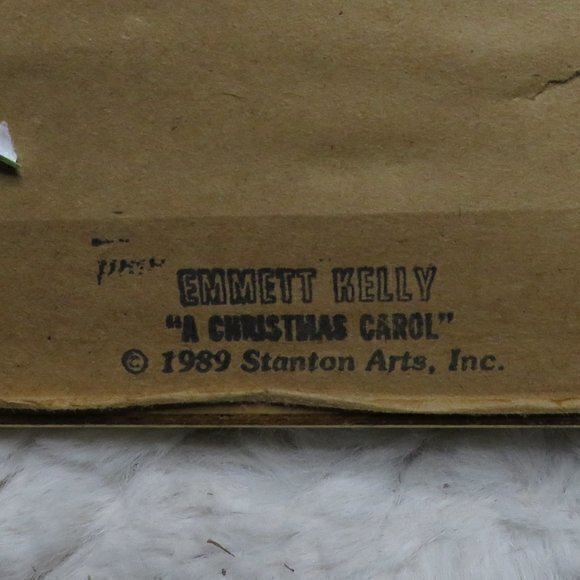 EMMETT KELLY
"A CHRISTMAS CAROL"
© 1989 Stanton Arts, Inc.